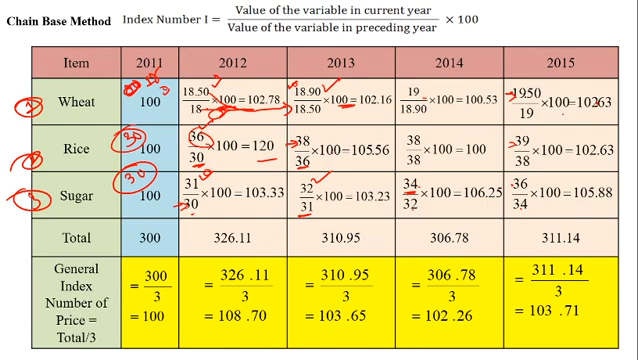 Chain Base Method Index Number I = Value of the variable in current year / Value of the variable in preceding year × 100
Item 2011 2012 2013 2014 2015
Wheat 100 18.50/18 ×100=102.78 18.90/18.50 ×100=102.16 19/18.90 ×100=100.53 1950/19 ×100=10263
Rice 100 36/30 ×100=120 38/36 ×100=105.56 38/38 ×100=100 39/38 ×100=102.63
Sugar 100 31/30 ×100=103.33 32/31 ×100=103.23 34/32 ×100=106.25 36/34 ×100=105.88
Total 300 326.11 310.95 306.78 311.14
General
Index
Number of
Price =
Total/3
= 300/3
= 100
= 326 .11/3
= 108 .70
= 310 .95/3
= 103 .65
= 306 .78/3
= 102 .26
= 311 .14/3
= 103 .71
30
30